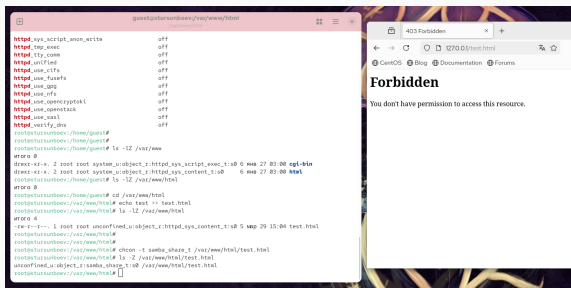 guest@stursunboev:/var/www/html
httpd_sys_script_anon_write off
httpd_tmp_exec off
httpd_tty_comm off
httpd_unified off
httpd_use_cifs off
httpd_use_fusefs off
httpd_use_gpg off
httpd_use_nfs off
httpd_use_opencryptoki off
httpd_use_openstack off
httpd_use_sasl off
httpd_verify_dns off
root@stursunboev:/home/guest#
root@stursunboev:/home/guest#
root@stursunboev:/home/guest# ls -lZ /var/www
итого 0
drwxr-xr-x. 2 root root system_u:object_r:httpd_sys_script_exec_t:s0 6 янв 27 03:00 cgi-bin
drwxr-xr-x. 2 root root system_u:object_r:httpd_sys_content_t:s0 6 янв 27 03:00 html
root@stursunboev:/home/guest# ls -lZ /var/www/html
итого 0
root@stursunboev:/home/guest# cd /var/www/html
root@stursunboev:/var/www/html# echo test >> test.html
root@stursunboev:/var/www/html# ls -lZ /var/www/html
итого 4
-rw-r--r--. 1 root root unconfined_u:object_r:httpd_sys_content_t:s0 5 мар 29 15:04 test.html
root@stursunboev:/var/www/html#
root@stursunboev:/var/www/html#
root@stursunboev:/var/www/html# chcon -t samba_share_t /var/www/html/test.html
root@stursunboev:/var/www/html# ls -Z /var/www/html/test.html
unconfined_u:object_r:samba_share_t:s0 /var/www/html/test.html
root@stursunboev:/var/www/html#
403 Forbidden
127.0.0.1/test.html
CentOS Blog Documentation Forums
Forbidden
You don't have permission to access this resource.